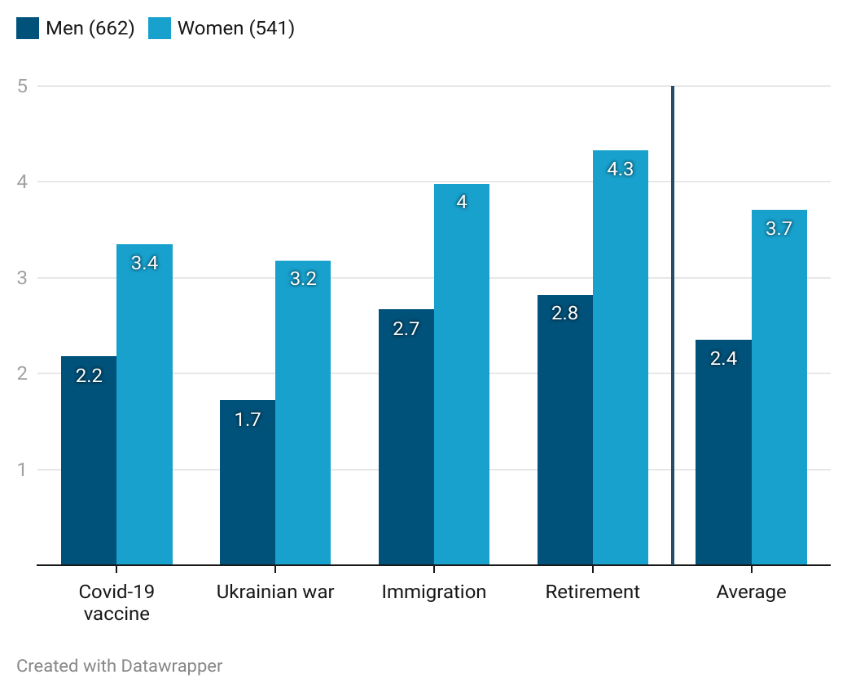 Men (662) Women (541)
5
4
3
2
1
2.2
3.4
1.7
3.2
2.7
4
2.8
4.3
2.4
3.7
Covid-19
vaccine
Ukrainian war
Immigration
Retirement
Average
Created with Datawrapper